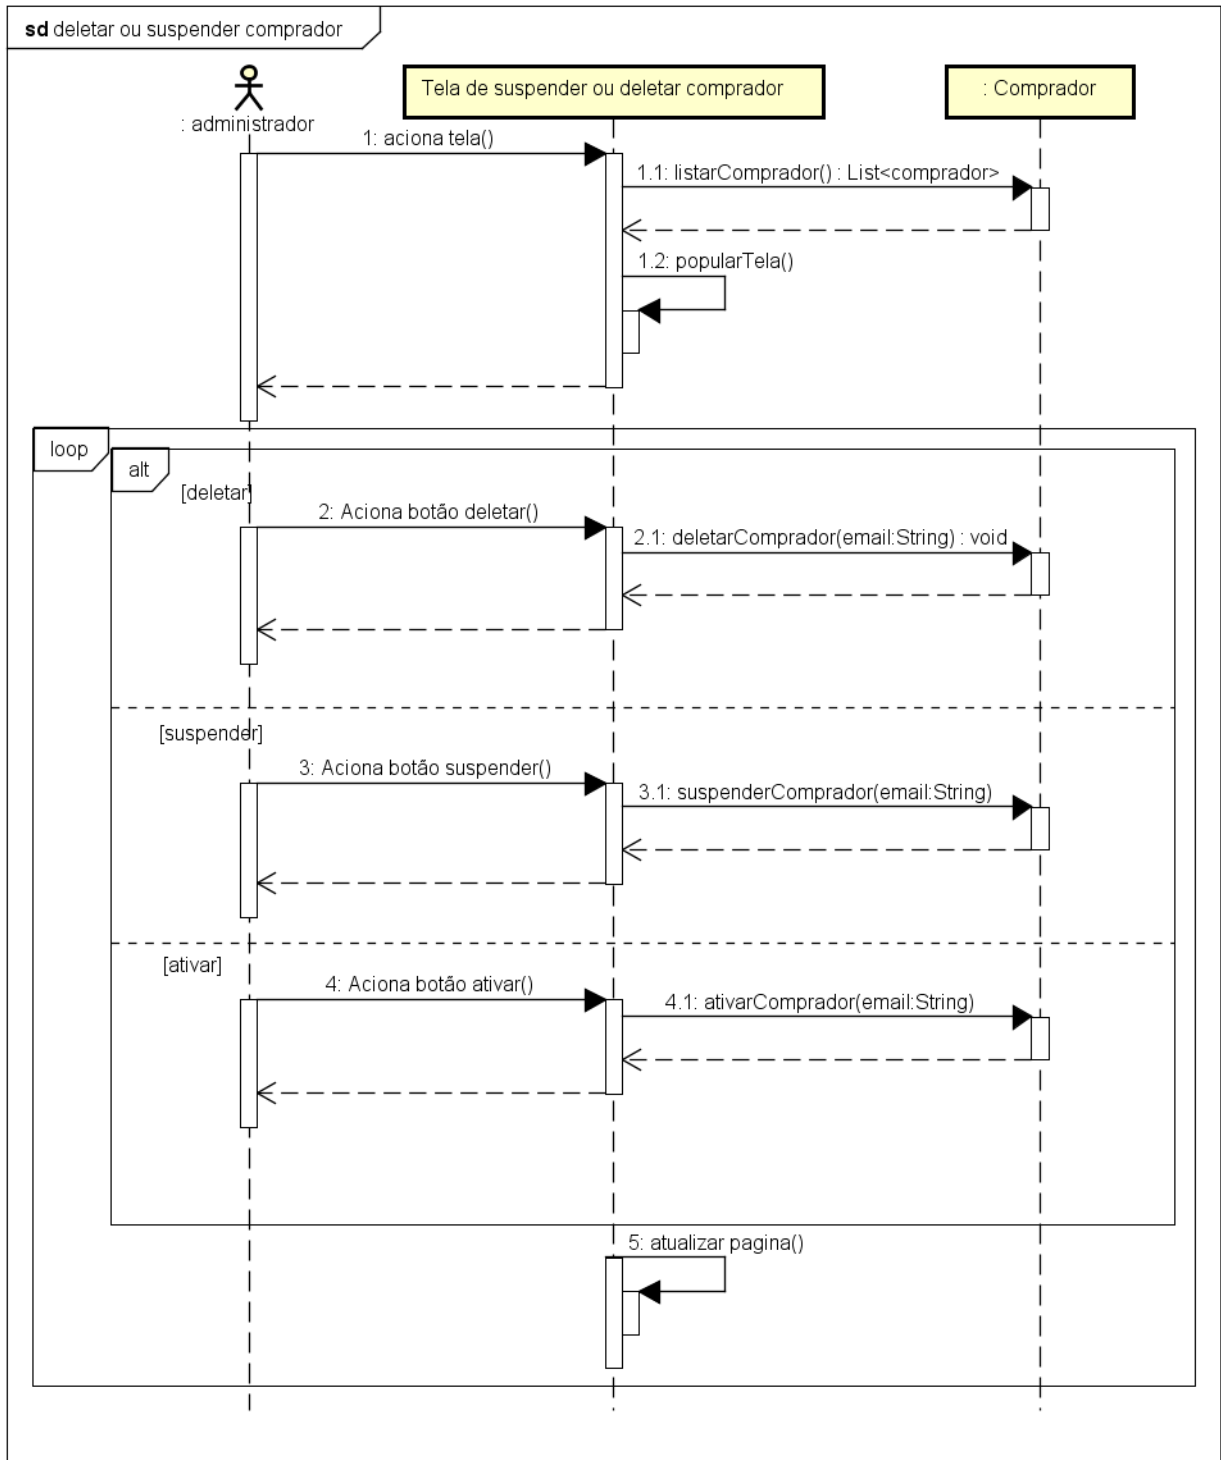 sd deletar ou suspender comprador
: administrador
Tela de suspender ou deletar comprador
: Comprador
1: aciona tela()
1.1: listarComprador() : List<comprador>
1.2: popularTela()
loop
alt
[deletar]
2: Aciona botão deletar()
2.1: deletarComprador(email:String) : void
[suspender]
3: Aciona botão suspender()
3.1: suspenderComprador(email:String)
[ativar]
4: Aciona botão ativar()
4.1: ativarComprador(email:String)
5: atualizar pagina()